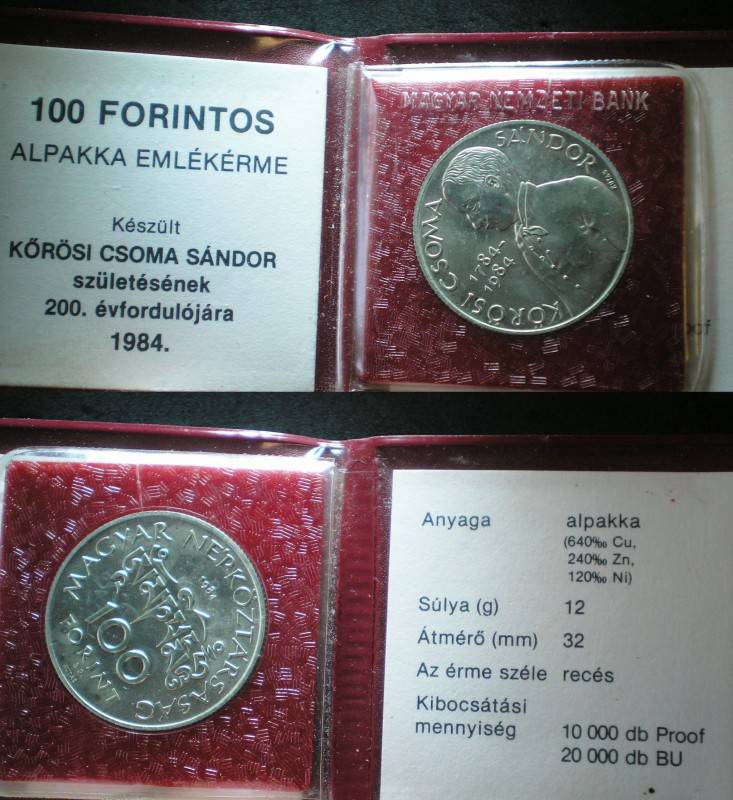 100 FORINTOS
ALPAKKA EMLÉKÉRME
Készült
KŐRÖSI CSOMA SÁNDOR
születésének
200. évfordulójára
1984.
MAGYAR NEMZETI BANK
KŐRÖSI CSOMA SÁNDOR
1784-
1984
MAGYAR NÉPKÖZTÁRSASÁG
1984
100
FORINT
Anyaga alpakka
(640‰ Cu,
240‰ Zn,
120‰ Ni)
Súlya (g) 12
Átmérő (mm) 32
Az érme széle recés
Kibocsátási
mennyiség 10 000 db Proof
20 000 db BU